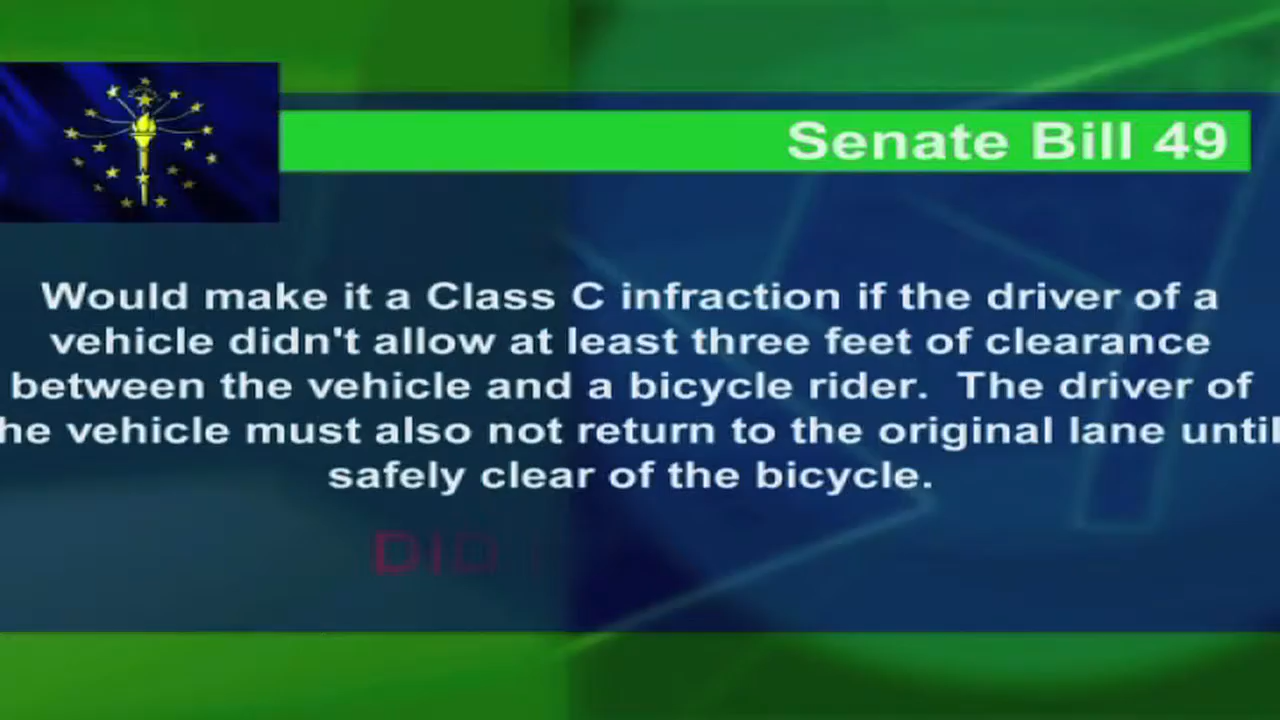 Senate Bill 49
Would make it a Class C infraction if the driver of a
vehicle didn't allow at least three feet of clearance
between the vehicle and a bicycle rider. The driver of
he vehicle must also not return to the original lane until
safely clear of the bicycle.
DID